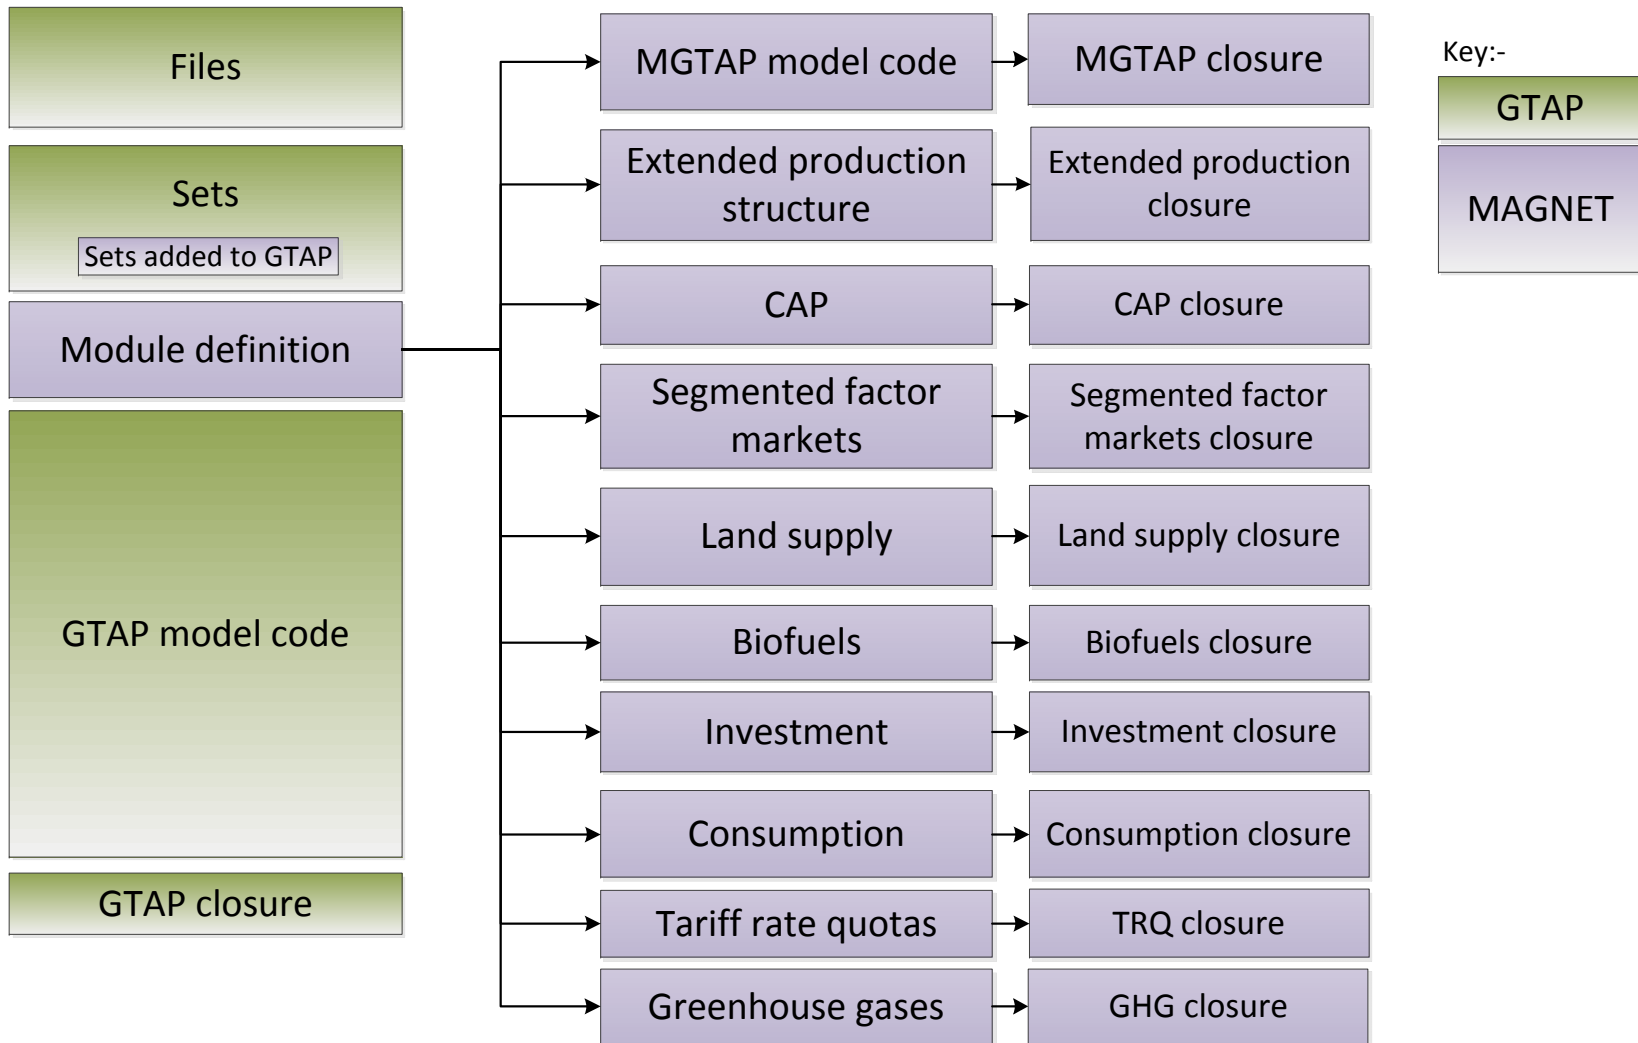 Files
Sets
Sets added to GTAP
Module definition
GTAP model code
GTAP closure
MGTAP model code
MGTAP closure
Extended production
structure
Extended production
closure
CAP
CAP closure
Segmented factor
markets
Segmented factor
markets closure
Land supply
Land supply closure
Biofuels
Biofuels closure
Investment
Investment closure
Consumption
Consumption closure
Tariff rate quotas
TRQ closure
Greenhouse gases
GHG closure
Key:-
GTAP
MAGNET